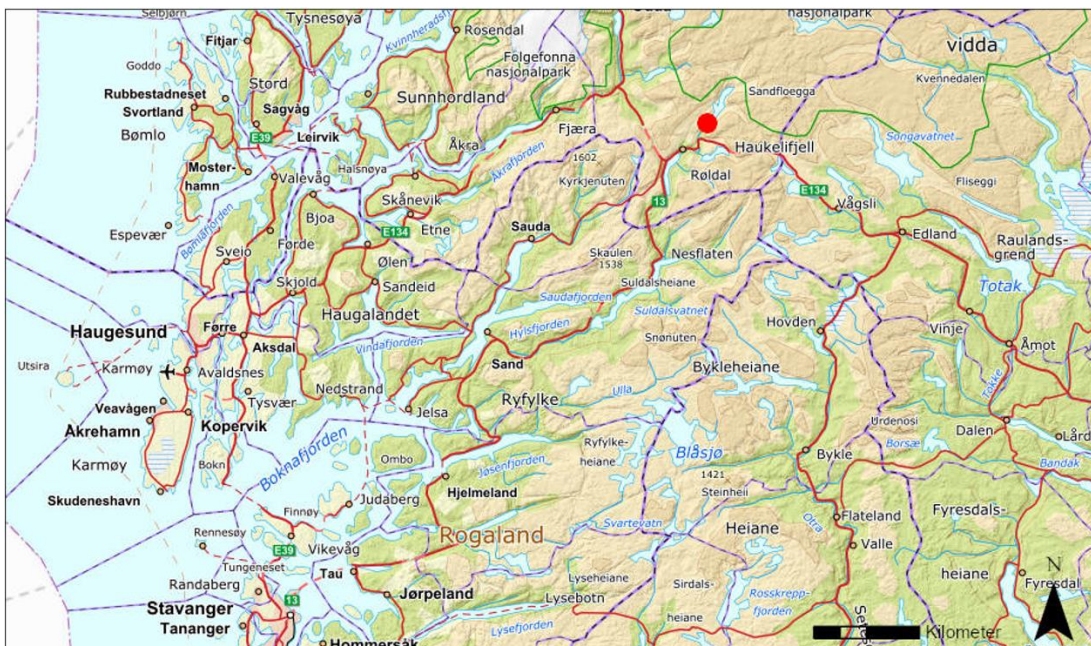 Selbjørn
Tysnesøya
Kvinnheradsfj
Rosendal
nasjonalpark
vidda
Fitjar
Folgefonna
nasjonalpark
Goddo
Stord
Sunnhordland
Sandfloegga
Kvennedalen
Rubbestadneset
Svortland
Sagvåg
Bømlo
E39
Leirvik
Fjæra
Åkra
Åkrafjorden
Haukelifjell
Songavatnet
Moster-
hamn
Halsnøya
Valevåg
1602
Kyrkjenuten
Røldal
Fliseggi
Skånevik
13
E134
Vågsli
Bjoa
Etne
E134
Espevær
Bømlafjorden
Sveio
Førde
Sauda
Edland
Raulands-
grend
Ølen
Skaulen
1538
Nesflaten
Skjold
Sandeid
Suldalsheiane
Totak
Saudafjorden
Haugalandet
Suldalsvatnet
Haugesund
Førre
Aksdal
Hylsfjorden
Hovden
Vinje
Vindafjorden
Sand
Snønuten
Åmot
Utsira
Karmøy
Avaldsnes
Bykleheiane
Nedstrand
Ulla
Tokke
Veavågen
Tysvær
Jelsa
Ryfylke
Åkrehamn
Kopervik
Urdenosi
Dalen
Borsæ
Lård
Karmøy
Bokn
Boknafjorden
Ombo
Ryfylke-
heiane
Blåsjø
Bykle
Bandak
Jøsenfjorden
1421
Skudeneshavn
Hjelmeland
Steinheii
Judaberg
Finnøy
Otra
Flateland
Fyresdals-
heiane
Rennesøy
Rogaland
Svartevatn
Heiane
Vikevåg
E39
Valle
Tungeneset
Tau
Lyseheiane
Sirdals-
heiane
N
Randaberg
Rosskrepp-
fjorden
Fyresdal
13
Jørpeland
Lysebotn
Stavanger
Tananger
Lysefjorden
Kilometer
Hommersåk